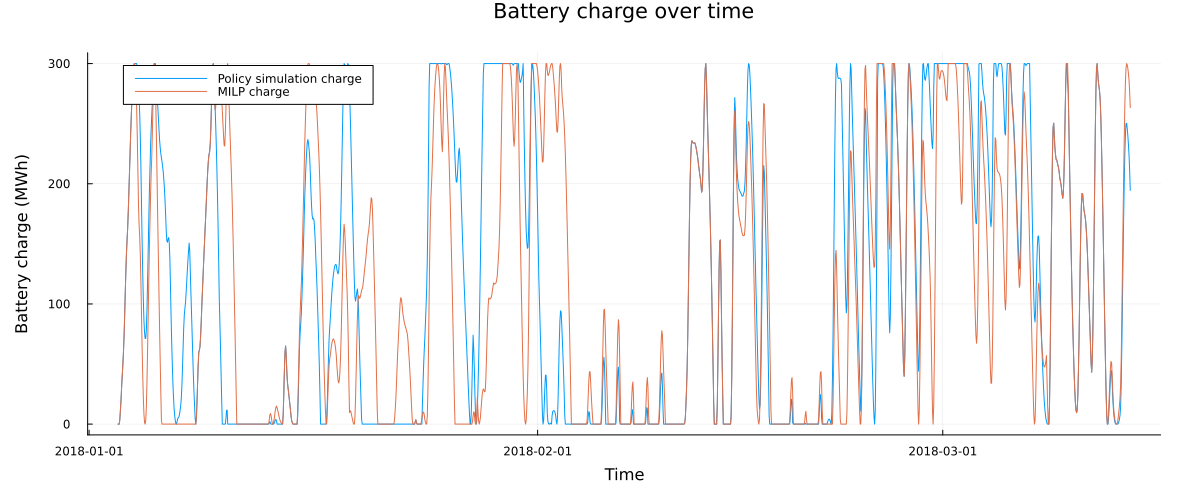 Battery charge over time
Policy simulation charge
MILP charge
300
200
100
0
Battery charge (MWh)
2018-01-01
2018-02-01
2018-03-01
Time